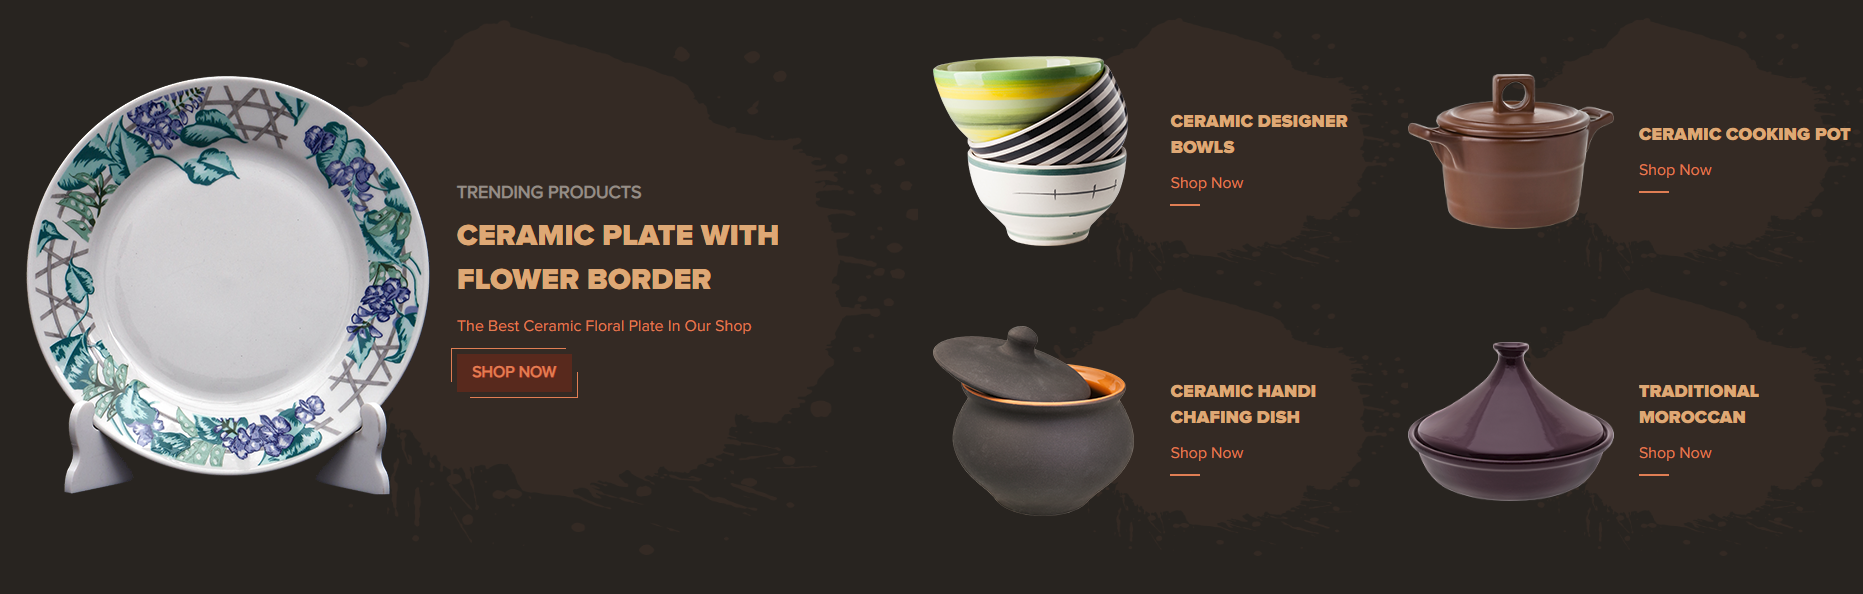 TRENDING PRODUCTS
CERAMIC PLATE WITH
FLOWER BORDER
The Best Ceramic Floral Plate In Our Shop
SHOP NOW
CERAMIC DESIGNER
BOWLS
Shop Now
CERAMIC COOKING POT
Shop Now
CERAMIC HANDI
CHAFING DISH
Shop Now
TRADITIONAL
MOROCCAN
Shop Now